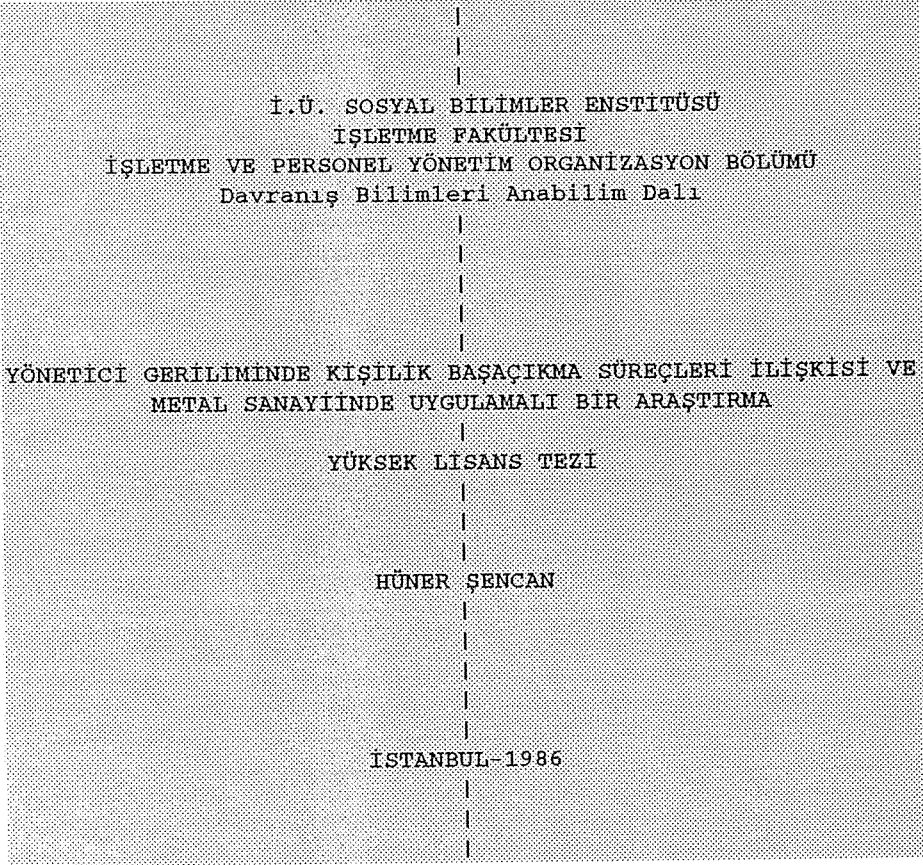 İ.Ü. SOSYAL BİLİMLER ENSTİTÜSÜ
İŞLETME FAKÜLTESİ
İŞLETME VE PERSONEL YÖNETİM ORGANİZASYON BÖLÜMÜ
Davranış Bilimleri Anabilim Dalı
YÖNETİCİ GERİLİMİNDE KİŞİLİK BAŞAÇIKMA SÜREÇLERİ İLİŞKİSİ VE
METAL SANAYİİNDE UYGULAMALI BİR ARAŞTIRMA
YÜKSEK LİSANS TEZİ
HÜNER ŞENCAN
İSTANBUL-1986